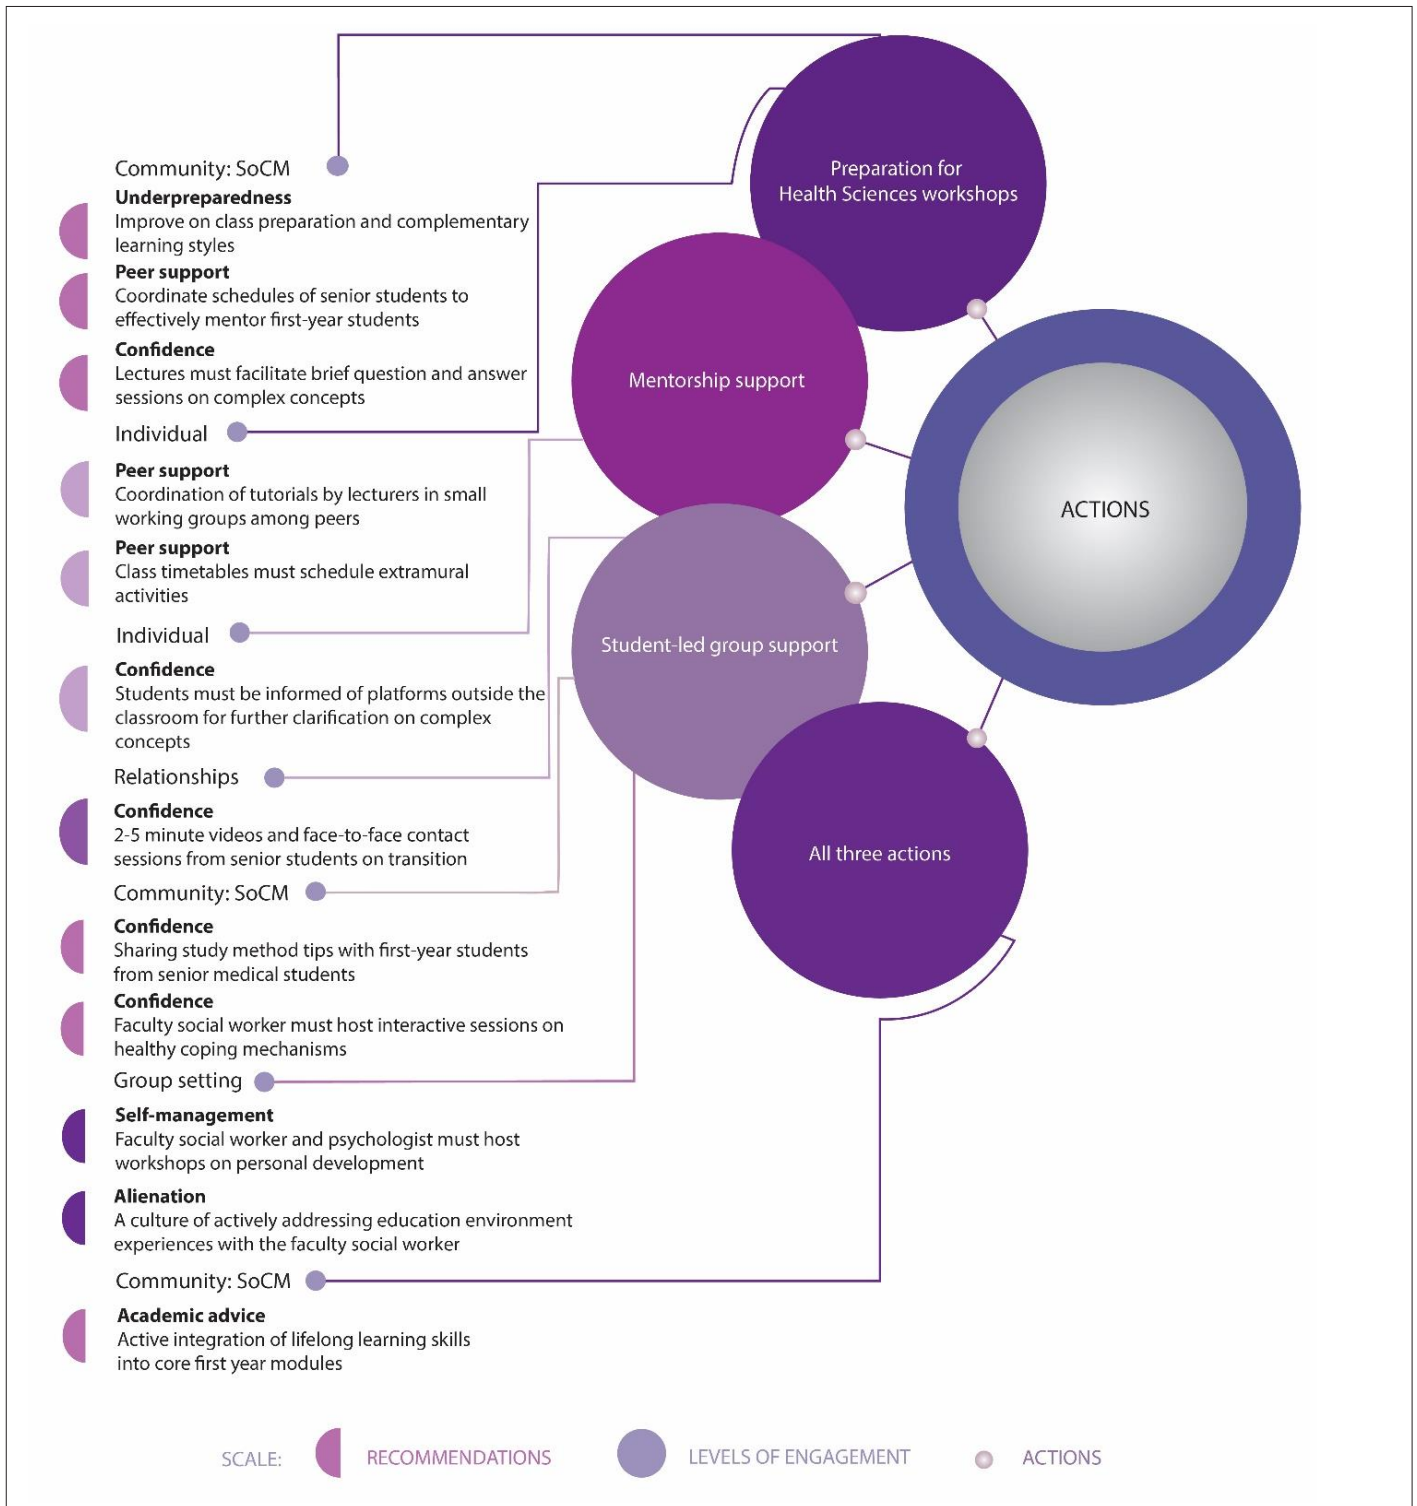 Community: SoCM
Underpreparedness
Improve on class preparation and complementary
learning styles
Peer support
Coordinate schedules of senior students to
effectively mentor first-year students
Confidence
Lectures must facilitate brief question and answer
sessions on complex concepts
Individual
Peer support
Coordination of tutorials by lecturers in small
working groups among peers
Peer support
Class timetables must schedule extramural
activities
Individual
Confidence
Students must be informed of platforms outside the
classroom for further clarification on complex
concepts
Relationships
Confidence
2-5 minute videos and face-to-face contact
sessions from senior students on transition
Community: SoCM
Confidence
Sharing study method tips with first-year students
from senior medical students
Confidence
Faculty social worker must host interactive sessions on
healthy coping mechanisms
Group setting
Self-management
Faculty social worker and psychologist must host
workshops on personal development
Alienation
A culture of actively addressing education environment
experiences with the faculty social worker
Community: SoCM
Academic advice
Active integration of lifelong learning skills
into core first year modules
Preparation for
Health Sciences workshops
Mentorship support
Student-led group support
All three actions
ACTIONS
SCALE:
RECOMMENDATIONS
LEVELS OF ENGAGEMENT
ACTIONS